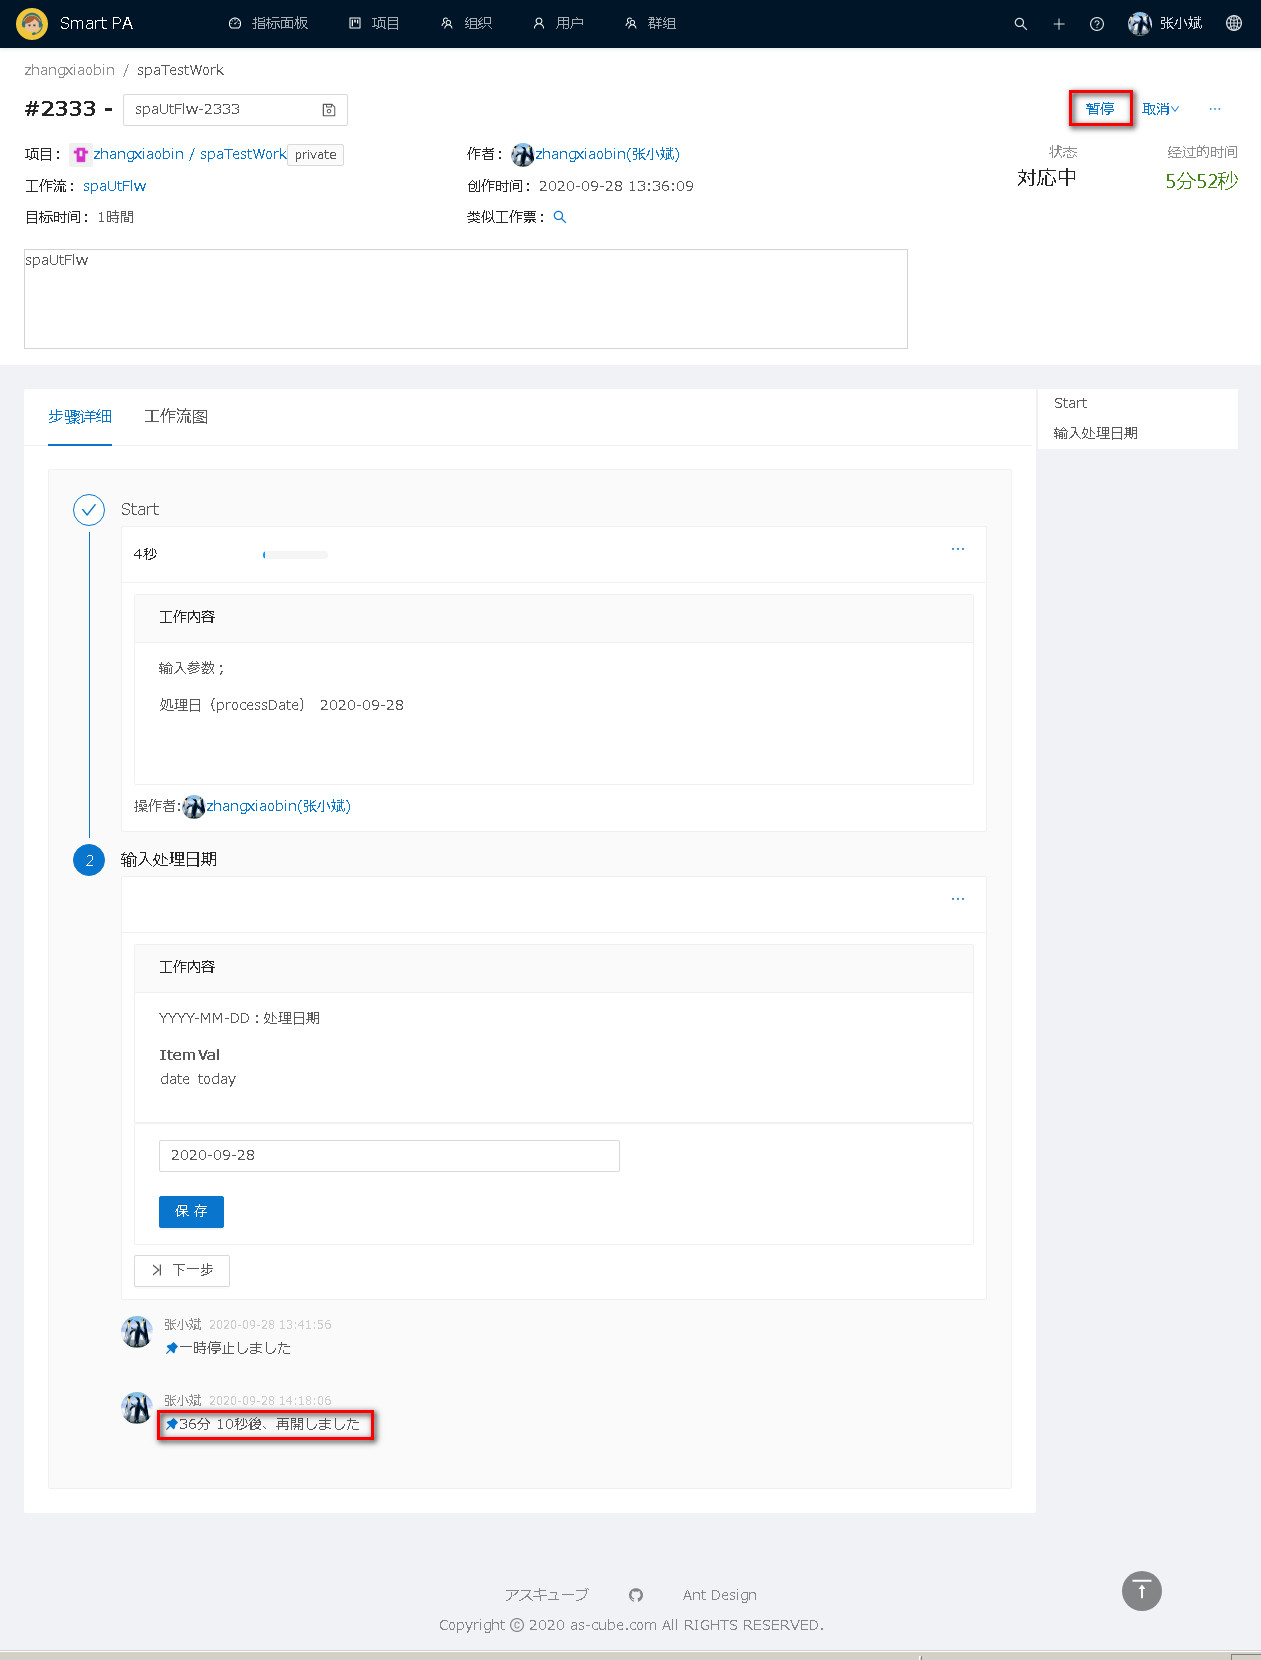 Smart PA 指标面板 项目 组织 用户 群组 张小斌
zhangxiaobin / spaTestWork
#2333 - spaUtFlw-2333 暂停 取消 ...
项目： zhangxiaobin / spaTestWork private 作者： zhangxiaobin(张小斌) 状态 经过的时间
対応中 5分52秒
工作流： spaUtFlw 创作时间： 2020-09-28 13:36:09
目标时间： 1時間 类似工作票：
spaUtFlw
步骤详细 工作流图
Start
输入处理日期
Start
4秒 ...
工作内容
输入参数；
处理日（processDate） 2020-09-28
操作者:zhangxiaobin(张小斌)
2 输入处理日期
...
工作内容
YYYY-MM-DD：处理日期
Item Val
date today
2020-09-28
保 存
下一步
张小斌 2020-09-28 13:41:56
一時停止しました
张小斌 2020-09-28 14:18:06
36分 10秒後、再開しました
アスキューブ Ant Design
Copyright © 2020 as-cube.com All RIGHTS RESERVED.